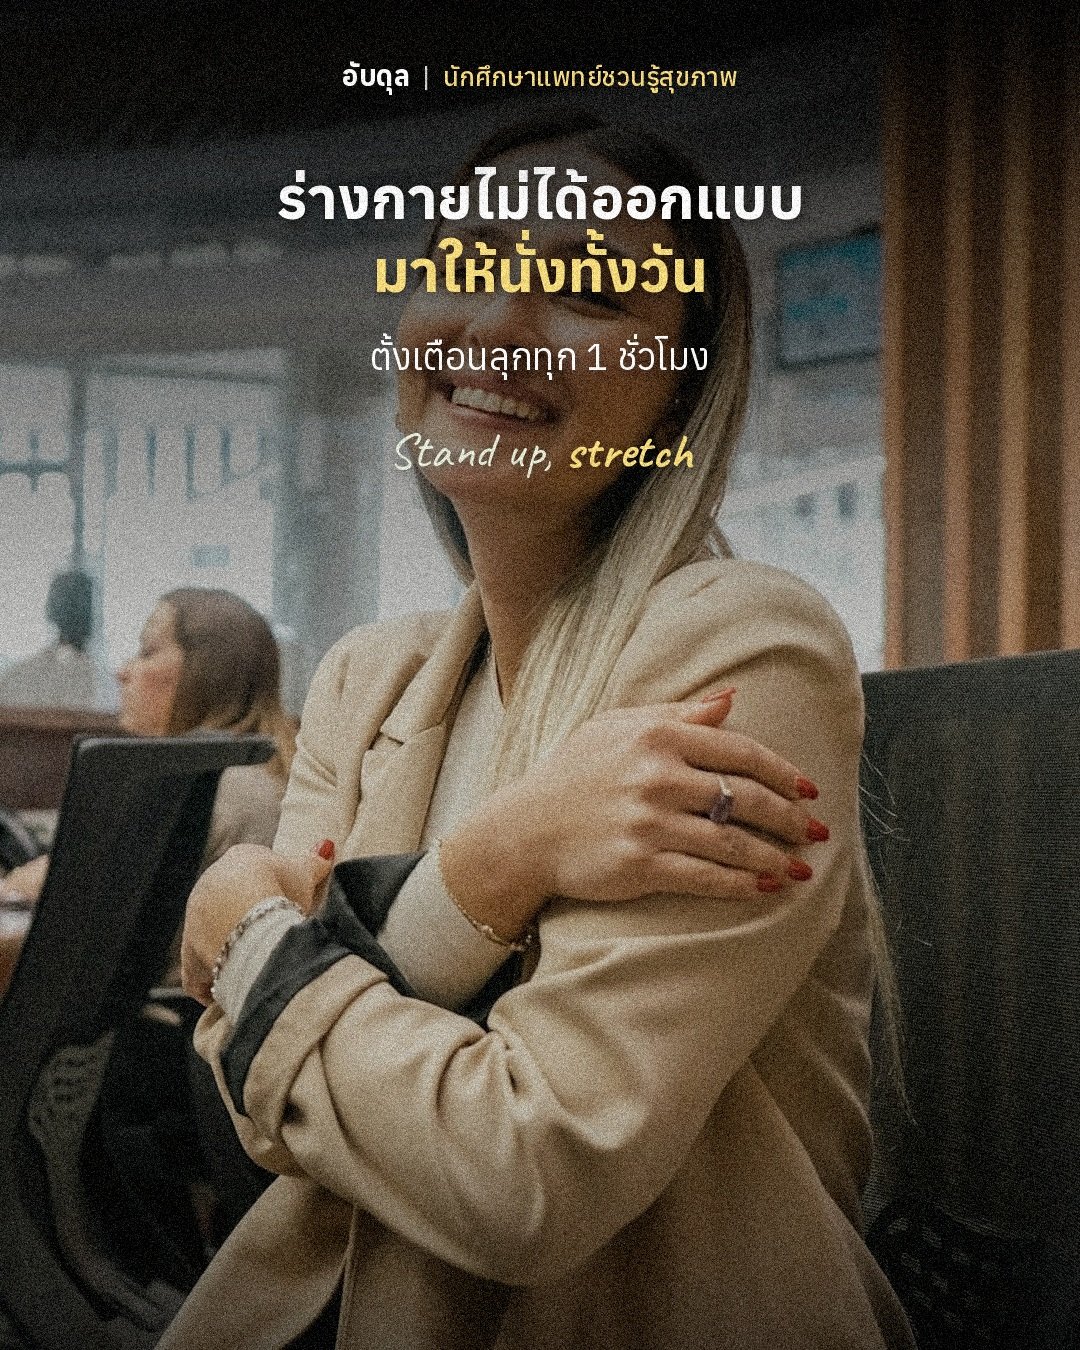 อับดุล | นักศึกษาแพทย์ชวนรู้สุขภาพ
ร่างกายไม่ได้ออกแบบ
มาให้นั่งทั้งวัน
ตั้งเตือนลุกทุก 1 ชั่วโมง
Stand up, stretch